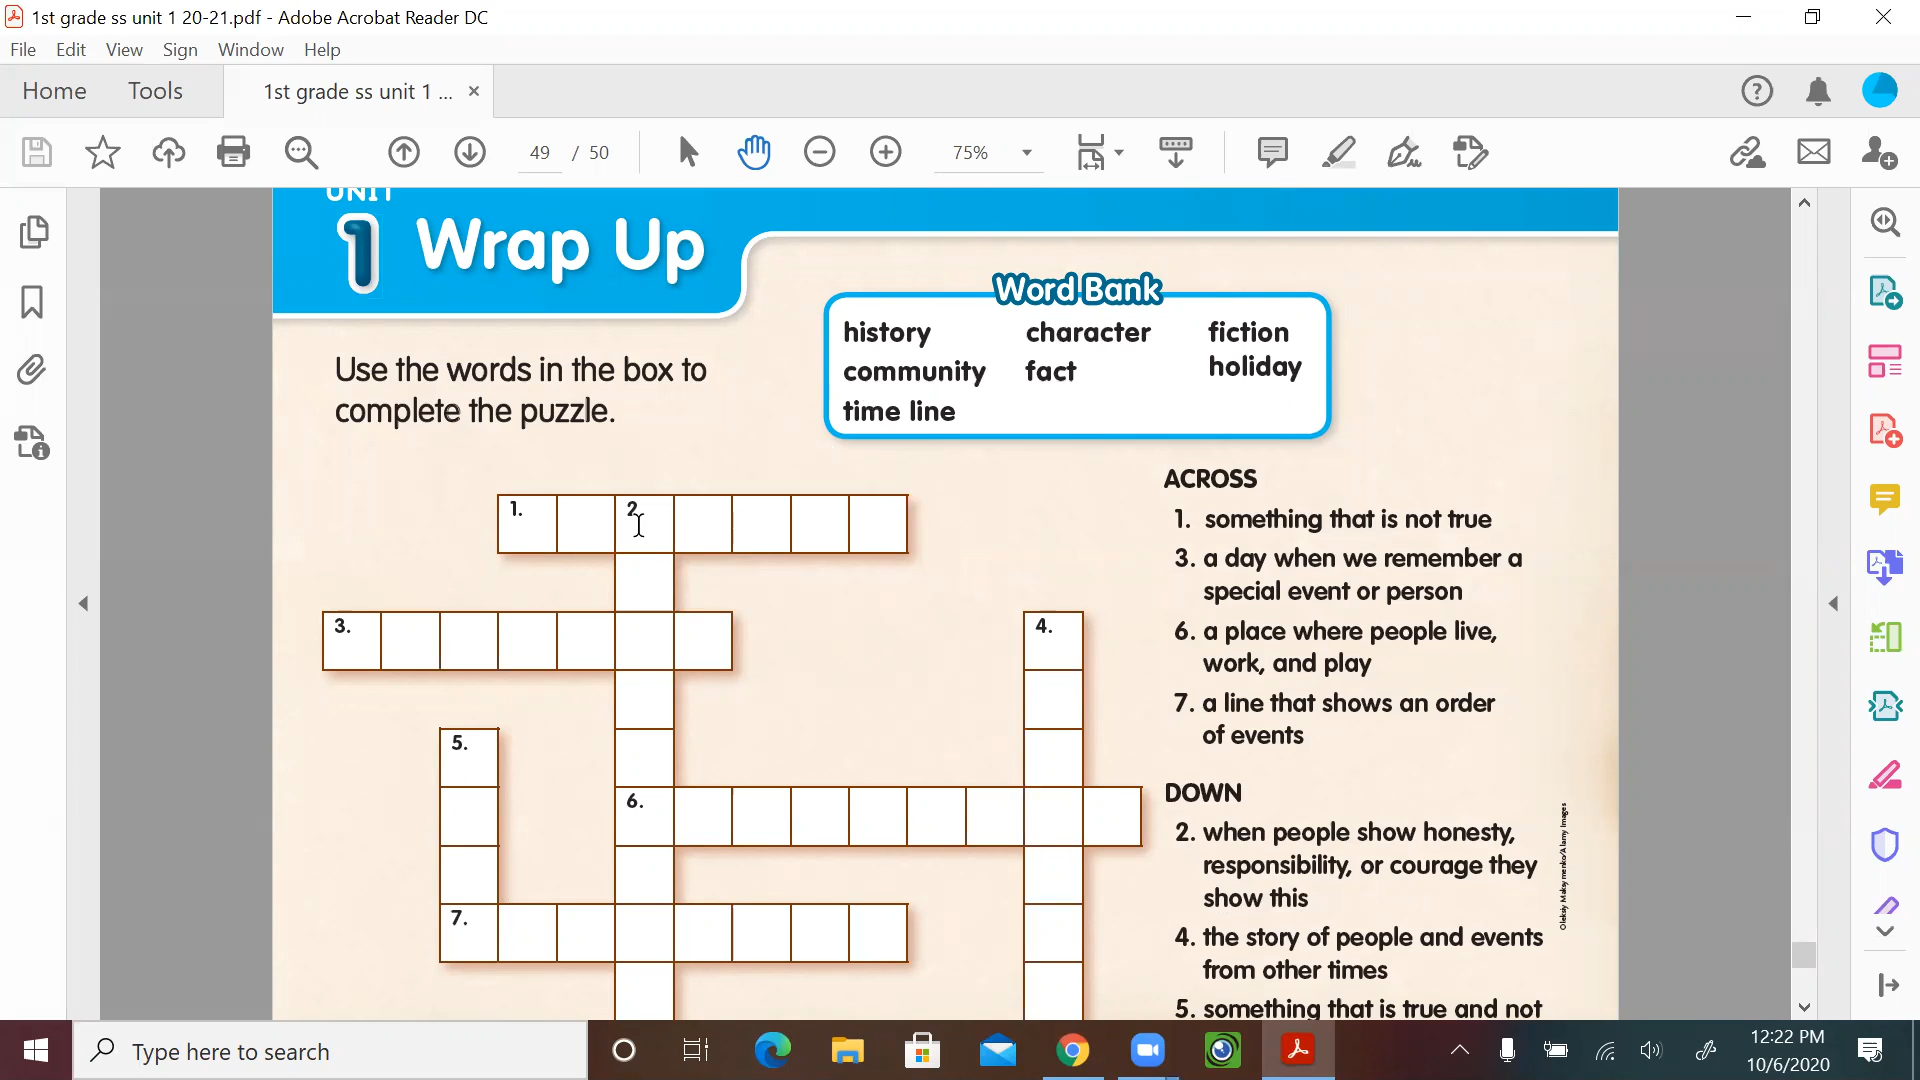 1st grade ss unit 1 20-21.pdf - Adobe Acrobat Reader DC
File Edit View Sign Window Help
Home Tools 1st grade ss unit 1 ... ×
49 / 50 75%
UNIT
1 Wrap Up
Word Bank
history character fiction
community fact holiday
time line
Use the words in the box to
complete the puzzle.
1. 2.
3. 4.
5.
6.
7.
ACROSS
1. something that is not true
3. a day when we remember a
special event or person
6. a place where people live,
work, and play
7. a line that shows an order
of events
DOWN
2. when people show honesty,
responsibility, or courage they
show this
4. the story of people and events
from other times
5. something that is true and not
Oleksiy Maksymenko/Alamy Images
Type here to search
12:22 PM
10/6/2020